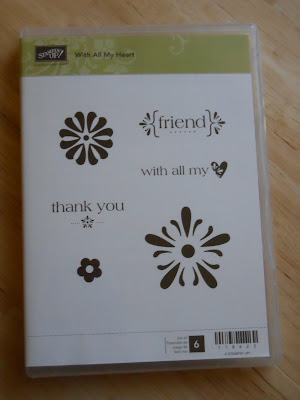 STAMPIN' UP!
With All My Heart
{friend}
with all my
thank you
6